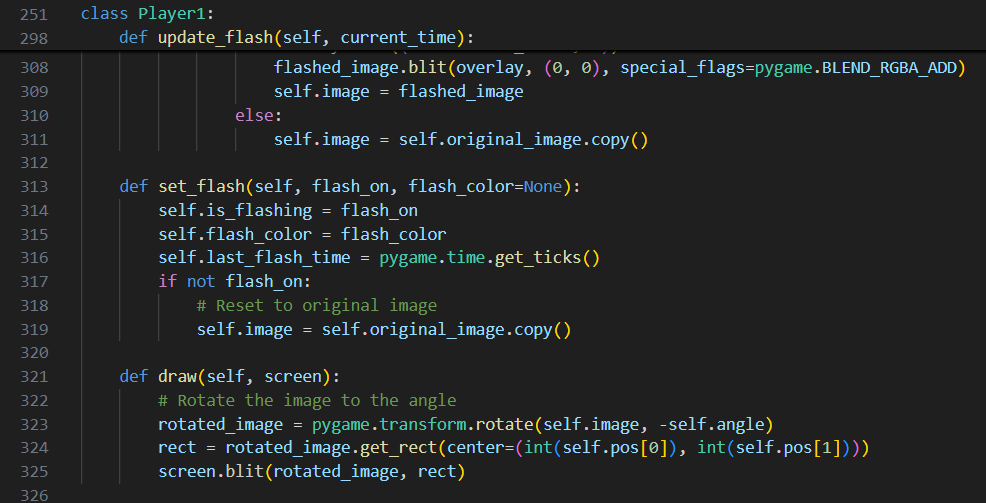 251 class Player1:
298     def update_flash(self, current_time):
308                     flashed_image.blit(overlay, (0, 0), special_flags=pygame.BLEND_RGBA_ADD)
309                     self.image = flashed_image
310                 else:
311                     self.image = self.original_image.copy()
312
313     def set_flash(self, flash_on, flash_color=None):
314         self.is_flashing = flash_on
315         self.flash_color = flash_color
316         self.last_flash_time = pygame.time.get_ticks()
317         if not flash_on:
318             # Reset to original image
319             self.image = self.original_image.copy()
320
321     def draw(self, screen):
322         # Rotate the image to the angle
323         rotated_image = pygame.transform.rotate(self.image, -self.angle)
324         rect = rotated_image.get_rect(center=(int(self.pos[0]), int(self.pos[1])))
325         screen.blit(rotated_image, rect)
326